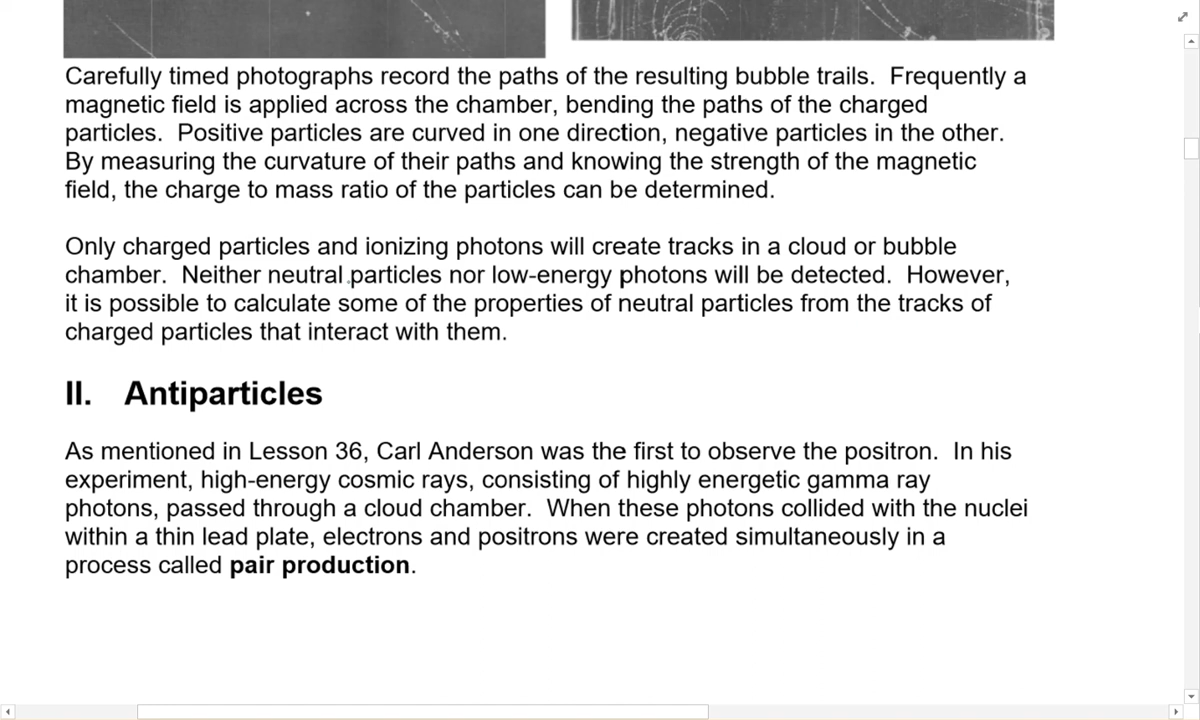 Carefully timed photographs record the paths of the resulting bubble trails.  Frequently a
magnetic field is applied across the chamber, bending the paths of the charged
particles.  Positive particles are curved in one direction, negative particles in the other.
By measuring the curvature of their paths and knowing the strength of the magnetic
field, the charge to mass ratio of the particles can be determined.
Only charged particles and ionizing photons will create tracks in a cloud or bubble
chamber.  Neither neutral particles nor low-energy photons will be detected.  However,
it is possible to calculate some of the properties of neutral particles from the tracks of
charged particles that interact with them.
II. Antiparticles
As mentioned in Lesson 36, Carl Anderson was the first to observe the positron.  In his
experiment, high-energy cosmic rays, consisting of highly energetic gamma ray
photons, passed through a cloud chamber.  When these photons collided with the nuclei
within a thin lead plate, electrons and positrons were created simultaneously in a
process called pair production.